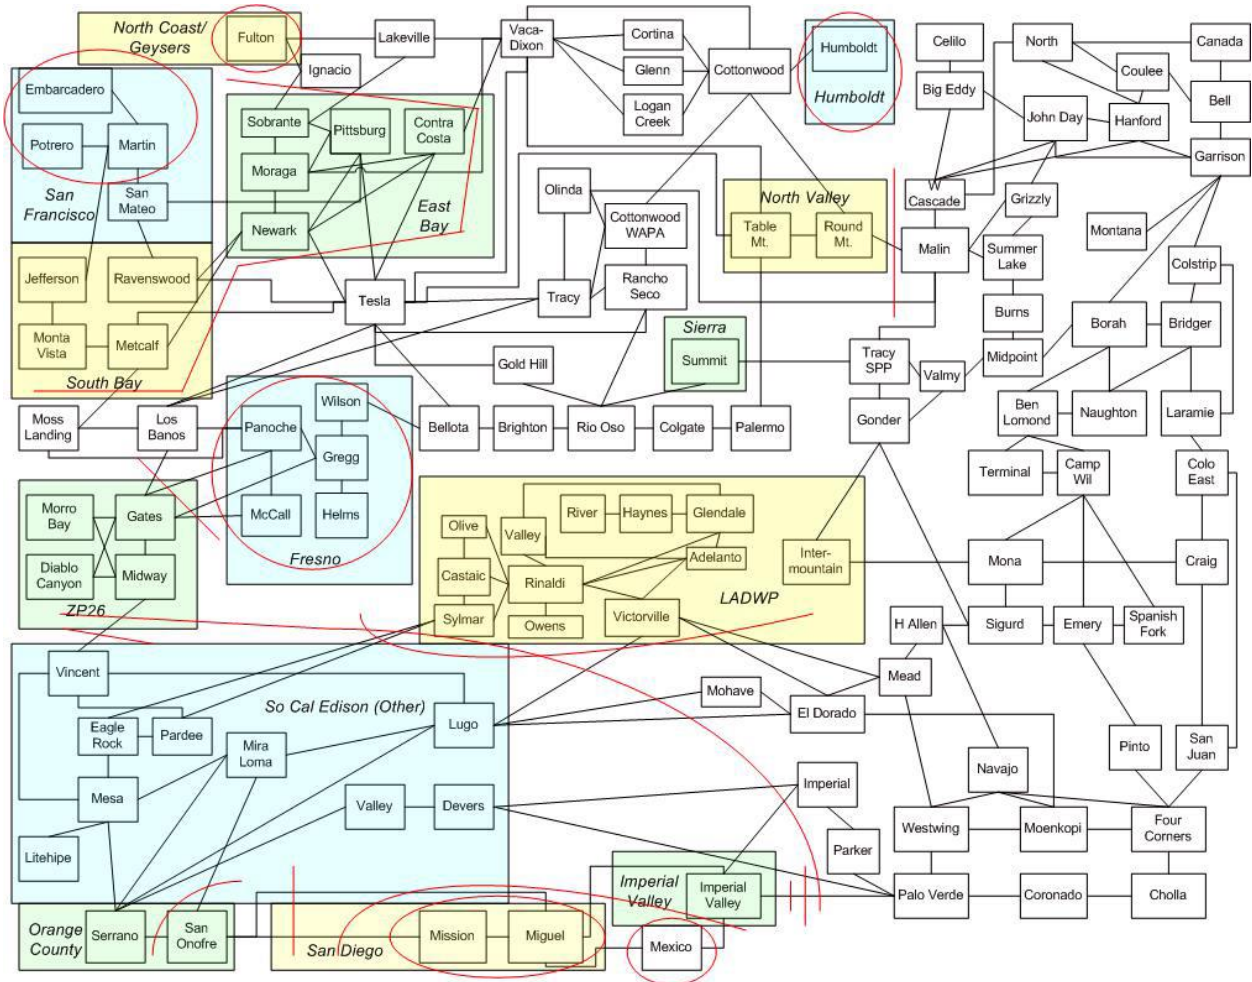 North Coast/
Geysers
Fulton
Lakeville
Vaca-
Dixon
Cortina
Glenn
Logan
Creek
Cottonwood
Humboldt
Humboldt
Celilo
North
Canada
Ignacio
Coulee
Big Eddy
Bell
Embarcadero
Potrero
Martin
San
Francisco
San
Mateo
Sobrante
Pittsburg
Contra
Costa
Moraga
East
Bay
Newark
John Day
Hanford
Garrison
Olinda
North Valley
W
Cascade
Grizzly
Cottonwood
WAPA
Table
Mt.
Round
Mt.
Malin
Summer
Lake
Montana
Colstrip
Jefferson
Ravenswood
Tesla
Tracy
Rancho
Seco
Burns
Borah
Bridger
Monta
Vista
Metcalf
South Bay
Sierra
Summit
Gold Hill
Tracy
SPP
Valmy
Midpoint
Moss
Landing
Los
Banos
Panoche
Wilson
Gregg
McCall
Helms
Fresno
Bellota
Brighton
Rio Oso
Colgate
Palermo
Gonder
Ben
Lomond
Naughton
Laramie
Terminal
Camp
Wil
Colo
East
Morro
Bay
Gates
Diablo
Canyon
Midway
ZP26
Olive
Valley
River
Haynes
Glendale
Adelanto
Castaic
Rinaldi
Sylmar
Owens
Victorville
LADWP
Inter-
mountain
Mona
Craig
H Allen
Sigurd
Emery
Spanish
Fork
Vincent
So Cal Edison (Other)
Eagle
Rock
Pardee
Mira
Loma
Lugo
Mohave
El Dorado
Mead
Pinto
San
Juan
Navajo
Mesa
Valley
Devers
Imperial
Litehipe
Parker
Westwing
Moenkopi
Four
Corners
Imperial
Valley
Imperial
Valley
Palo Verde
Coronado
Cholla
Orange
County
Serrano
San
Onofre
San Diego
Mission
Miguel
Mexico